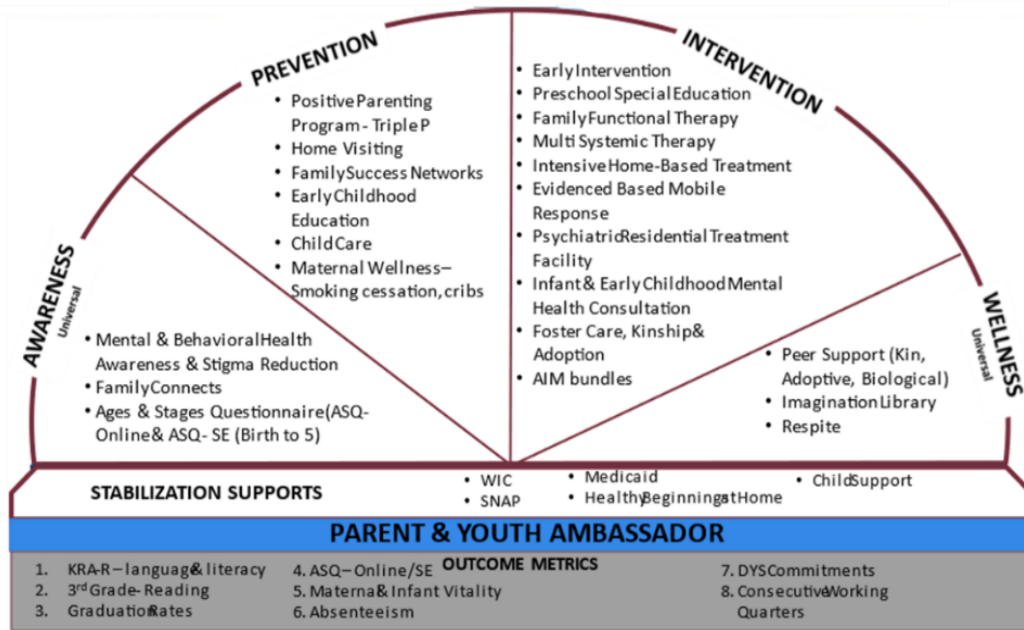 PREVENTION
• Positive Parenting
Program - Triple P
• Home Visiting
• Family Success Networks
• Early Childhood
Education
• Child Care
• Maternal Wellness –
Smoking cessation, cribs
INTERVENTION
• Early Intervention
• Preschool Special Education
• Family Functional Therapy
• Multi Systemic Therapy
• Intensive Home-Based Treatment
• Evidenced Based Mobile
Response
• Psychiatric Residential Treatment
Facility
• Infant & Early Childhood Mental
Health Consultation
• Foster Care, Kinship &
Adoption
• AIM bundles
AWARENESS
Universal
• Mental & Behavioral Health
Awareness & Stigma Reduction
• Family Connects
• Ages & Stages Questionnaire (ASQ-
Online & ASQ - SE (Birth to 5)
WELLNESS
Universal
• Peer Support (Kin,
Adoptive, Biological)
• Imagination Library
• Respite
STABILIZATION SUPPORTS
• WIC
• SNAP
• Medicaid
• Healthy Beginnings at Home
• Child Support
PARENT & YOUTH AMBASSADOR
OUTCOME METRICS
1. KRA-R – language & literacy
2. 3rd Grade - Reading
3. Graduation Rates
4. ASQ – Online/SE
5. Maternal & Infant Vitality
6. Absenteeism
7. DYS Commitments
8. Consecutive Working
Quarters